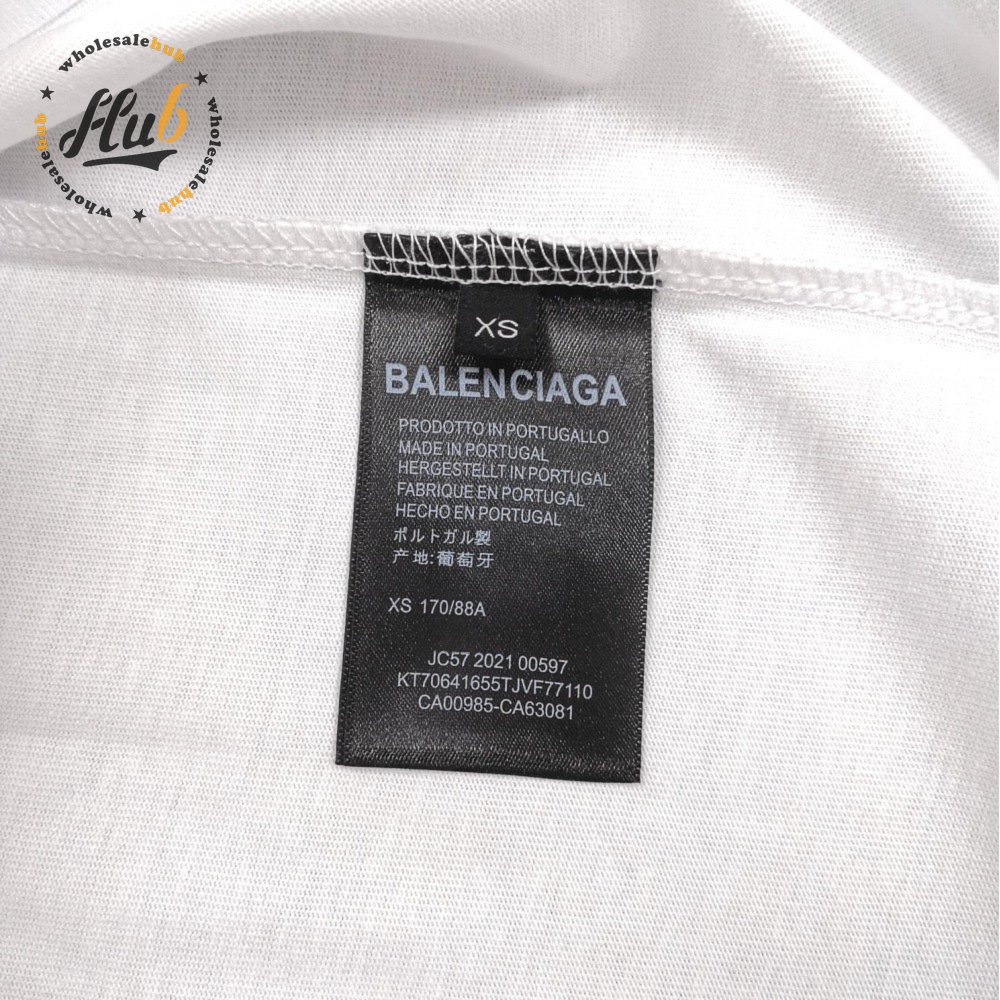 wholesalehub
wholesalehub
wholesalehub
Hub
XS
BALENCIAGA
PRODOTTO IN PORTUGALLO
MADE IN PORTUGAL
HERGESTELLT IN PORTUGAL
FABRIQUE EN PORTUGAL
HECHO EN PORTUGAL
ポルトガル製
产地:葡萄牙
XS 170/88A
JC57 2021 00597
KT70641655TJVF77110
CA00985-CA63081